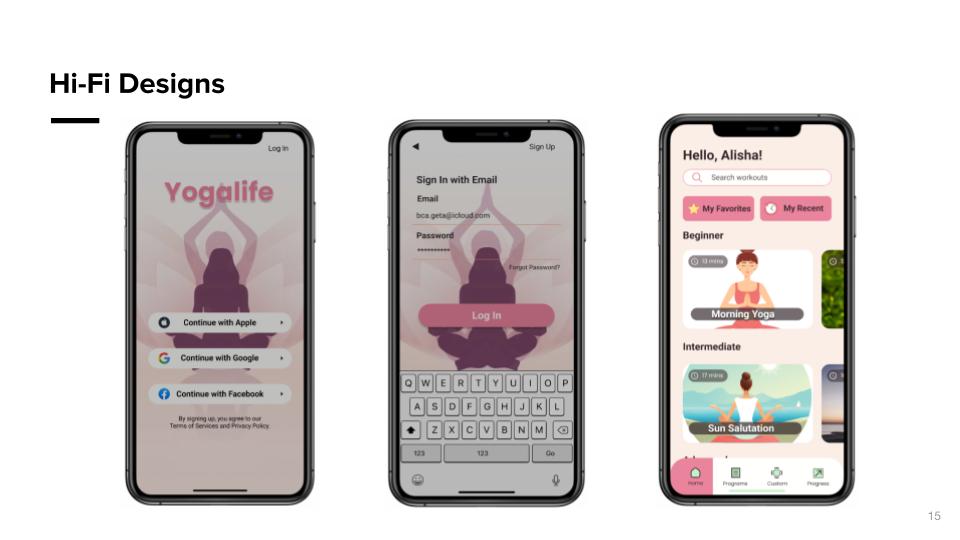 Hi-Fi Designs
Log In
Yogalife
Continue with Apple
Continue with Google
Continue with Facebook
By signing up, you agree to our
Terms of Services and Privacy Policy.
Sign Up
Sign In with Email
Email
bca.geta@icloud.com
Password
Forgot Password?
Log In
Q W E R T Y U I O P
A S D F G H J K L
Z X C V B N M
123 123 Go
Hello, Alisha!
Search workouts
My Favorites My Recent
Beginner
13 mins
Morning Yoga
Intermediate
17 mins
Sun Salutation
Home Programs Custom Progress
15